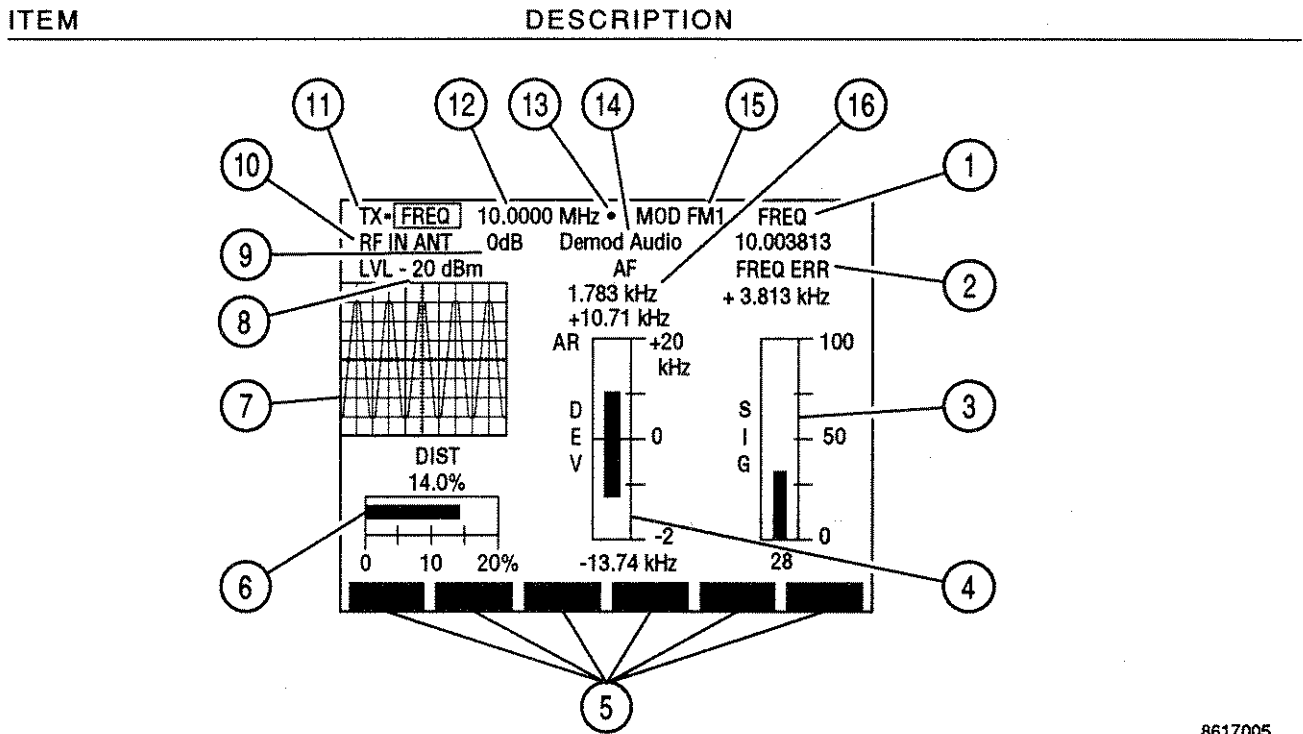 ITEM DESCRIPTION
11 12 13 14 15 16
10 1
TX- FREQ 10.0000 MHz • MOD FM1 FREQ
9 RF IN ANT 0dB Demod Audio 10.003813
LVL - 20 dBm AF FREQ ERR
2
1.783 kHz + 3.813 kHz
8
+10.71 kHz
AR +20 100
kHz
7 3
D S
E 0 I 50
V G
DIST
14.0%
-2 0
0 10 20% -13.74 kHz 28
6 4
5
8617005